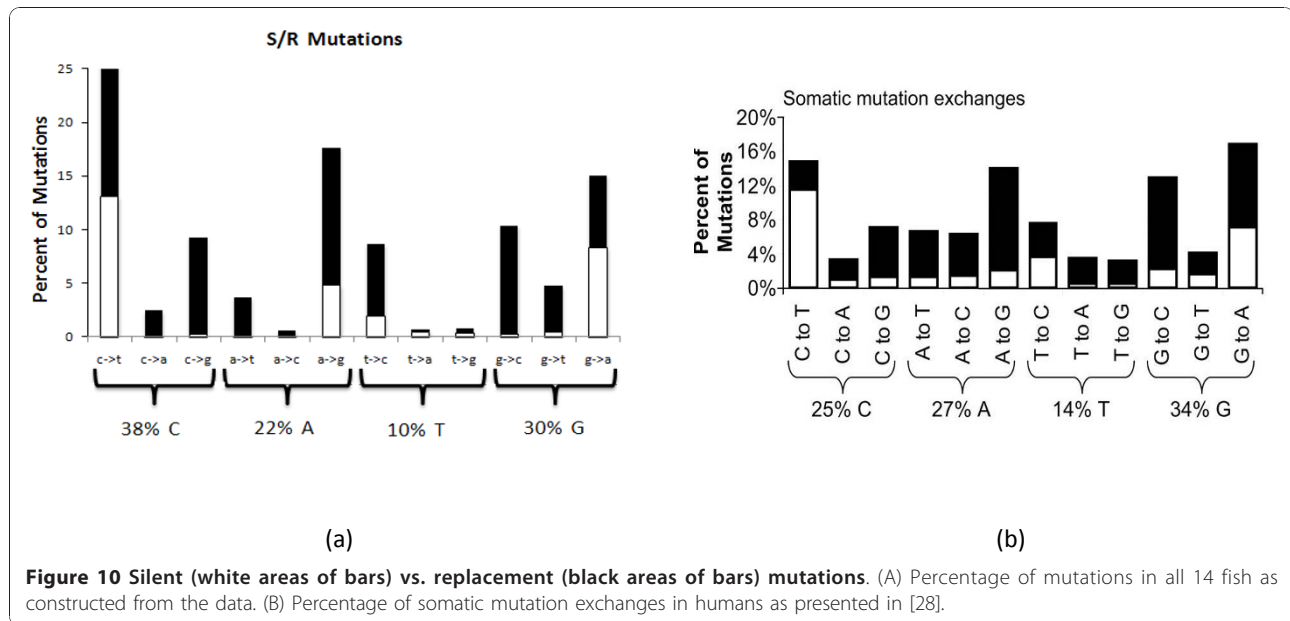 S/R Mutations
Percent of Mutations
25
20
15
10
5
0
c->t c->a c->g a->t a->c a->g t->c t->a t->g g->c g->t g->a
38% C 22% A 10% T 30% G
(a)
Somatic mutation exchanges
Percent of
Mutations
20%
16%
12%
8%
4%
0%
C to T C to A C to G A to T A to C A to G T to C T to A T to G G to C G to T G to A
25% C 27% A 14% T 34% G
(b)
Figure 10 Silent (white areas of bars) vs. replacement (black areas of bars) mutations. (A) Percentage of mutations in all 14 fish as
constructed from the data. (B) Percentage of somatic mutation exchanges in humans as presented in [28].